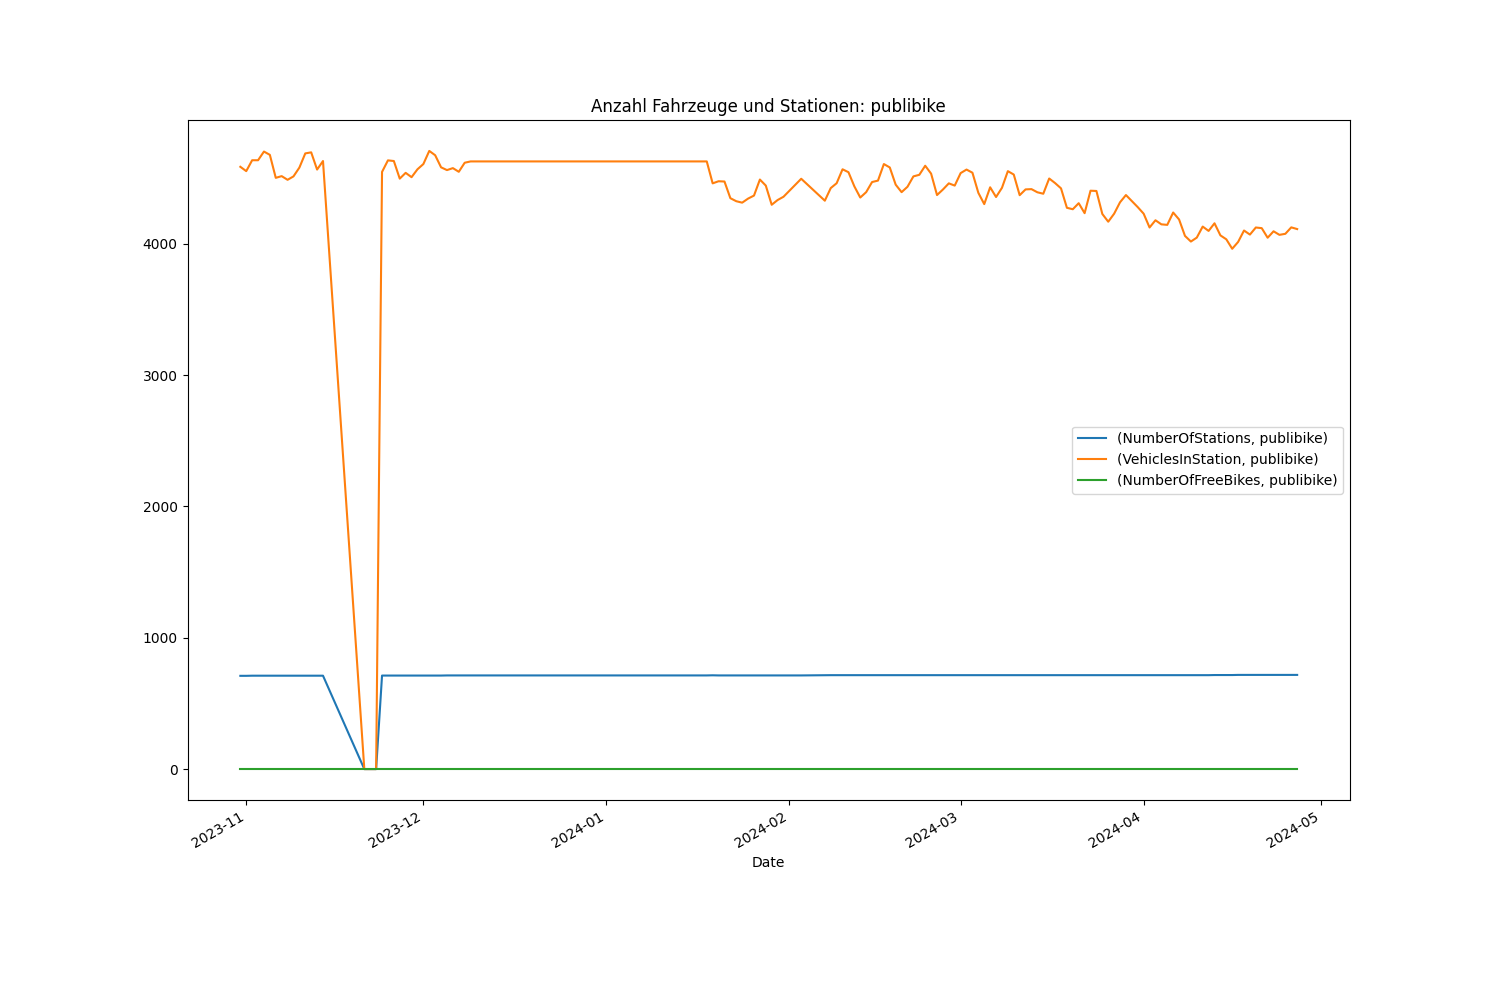 Anzahl Fahrzeuge und Stationen: publibike
4000
3000
2000
1000
0
(NumberOfStations, publibike)
(VehiclesInStation, publibike)
(NumberOfFreeBikes, publibike)
2023-11
2023-12
2024-01
2024-02
2024-03
2024-04
2024-05
Date